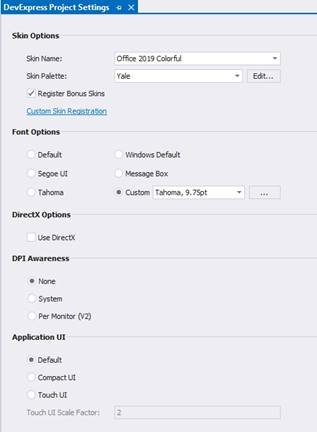 DevExpress Project Settings
Skin Options
Skin Name: Office 2019 Colorful
Skin Palette: Yale Edit...
Register Bonus Skins
Custom Skin Registration
Font Options
Default Windows Default
Segoe UI Message Box
Tahoma Custom Tahoma, 9.75pt ...
DirectX Options
Use DirectX
DPI Awareness
None
System
Per Monitor (V2)
Application UI
Default
Compact UI
Touch UI
Touch UI Scale Factor: 2